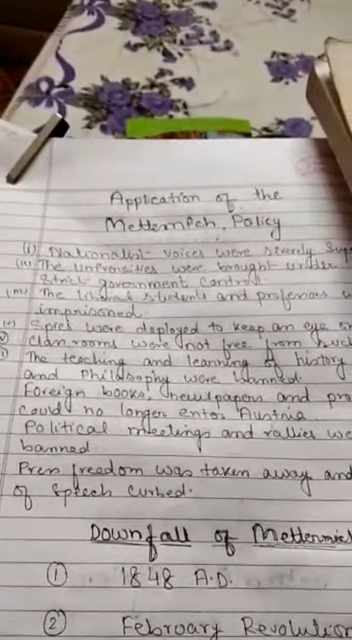 Application of the
Metternich Policy
(i) Nationalist voices were severely
(ii) The Universities were brought under
strict government control
(iii) The liberal students and professors
imprisoned.
Spies were deployed to keep an eye
Class rooms were not free from
The teaching and learning of history
and Philosophy were banned.
Foreign books, newspapers and
could no longer enter Austria
Political meetings and rallies
banned.
Press freedom was taken away and
of speech curbed.
Downfall of
① 1848 A.D.
② February Revolution